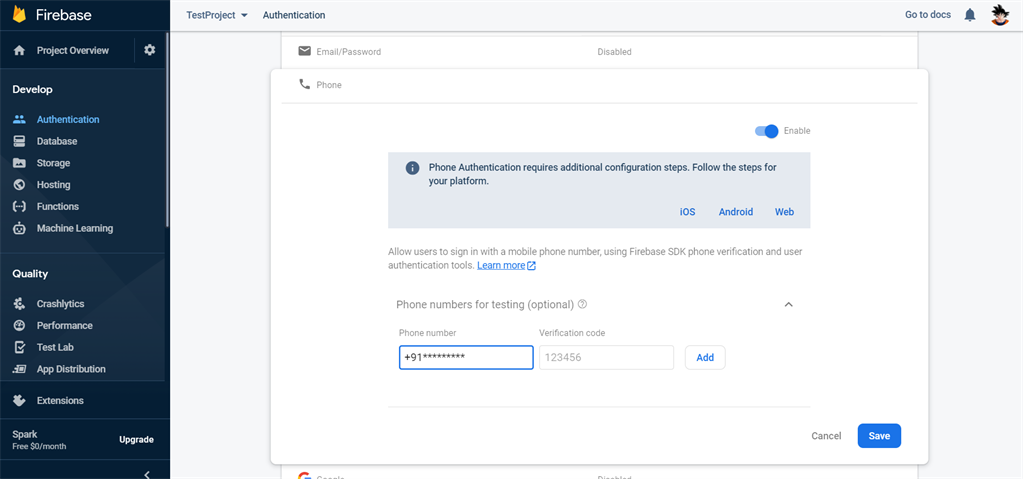 Firebase
TestProject
Authentication
Go to docs
Project Overview
Develop
Authentication
Database
Storage
Hosting
Functions
Machine Learning
Quality
Crashlytics
Performance
Test Lab
App Distribution
Extensions
Spark
Free $0/month
Upgrade
Email/Password
Disabled
Phone
Enable
Phone Authentication requires additional configuration steps. Follow the steps for
your platform.
iOS
Android
Web
Allow users to sign in with a mobile phone number, using Firebase SDK phone verification and user
authentication tools. Learn more
Phone numbers for testing (optional)
Phone number
Verification code
+91*********
123456
Add
Cancel
Save
Google
Disabled